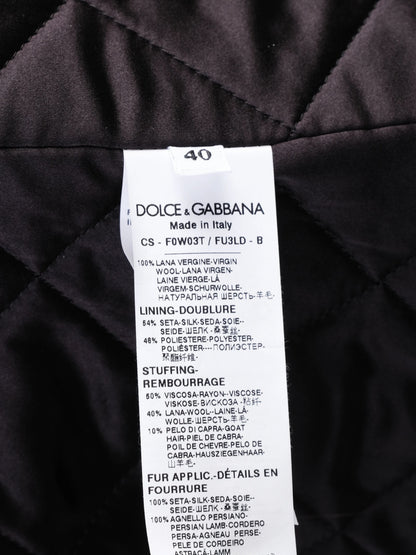 40
DOLCE & GABBANA
Made in Italy
CS - F0W03T / FU3LD - B
100% LANA VERGINE-VIRGIN
WOOL-LANA VIRGEN-
LAINE VIERGE-LÃ
VIRGEM-SCHURWOLLE-
НАТУРАЛЬНАЯ ШЕРСТЬ-羊毛-
LINING-DOUBLURE
54% SETA-SILK-SEDA-SOIE--
SEIDE-ШЕЛК - 桑蚕丝-
46% POLIESTERE-POLYESTER-
POLIÉSTER----ПОЛИЭСТЕР-
聚酯纤维-
STUFFING-
REMBOURRAGE
50% VISCOSA-RAYON-VISCOSE-
VISKOSE-ВИСКОЗА -粘纤-
40% LANA-WOOL-LAINE-LÃ-
WOLLE-ШЕРСТЬ-羊毛-
10% PELO DI CAPRA-GOAT
HAIR-PIEL DE CABRA-
POIL DE CHEVRE-PELO DE
CABRA-HAUSZIEGENHAAR-
山羊毛-
FUR APPLIC.-DÉTAILS EN
FOURRURE
100% SETA-SILK-SEDA-SOIE--
SEIDE-ШЕЛК -桑蚕丝-
100% AGNELLO PERSIANO-
PERSIAN LAMB-CORDERO
PERSA-AGNEAU PERSE-
PELE DE CORDEIRO
ASTRACÃ-LAMM